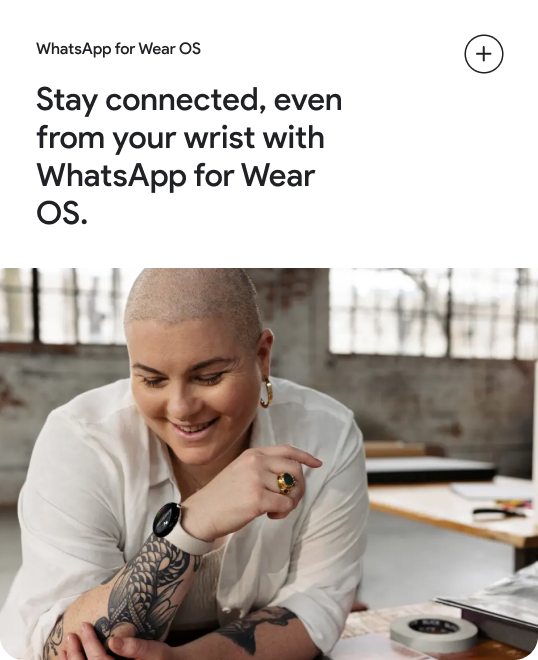 WhatsApp for Wear OS
Stay connected, even
from your wrist with
WhatsApp for Wear
OS.